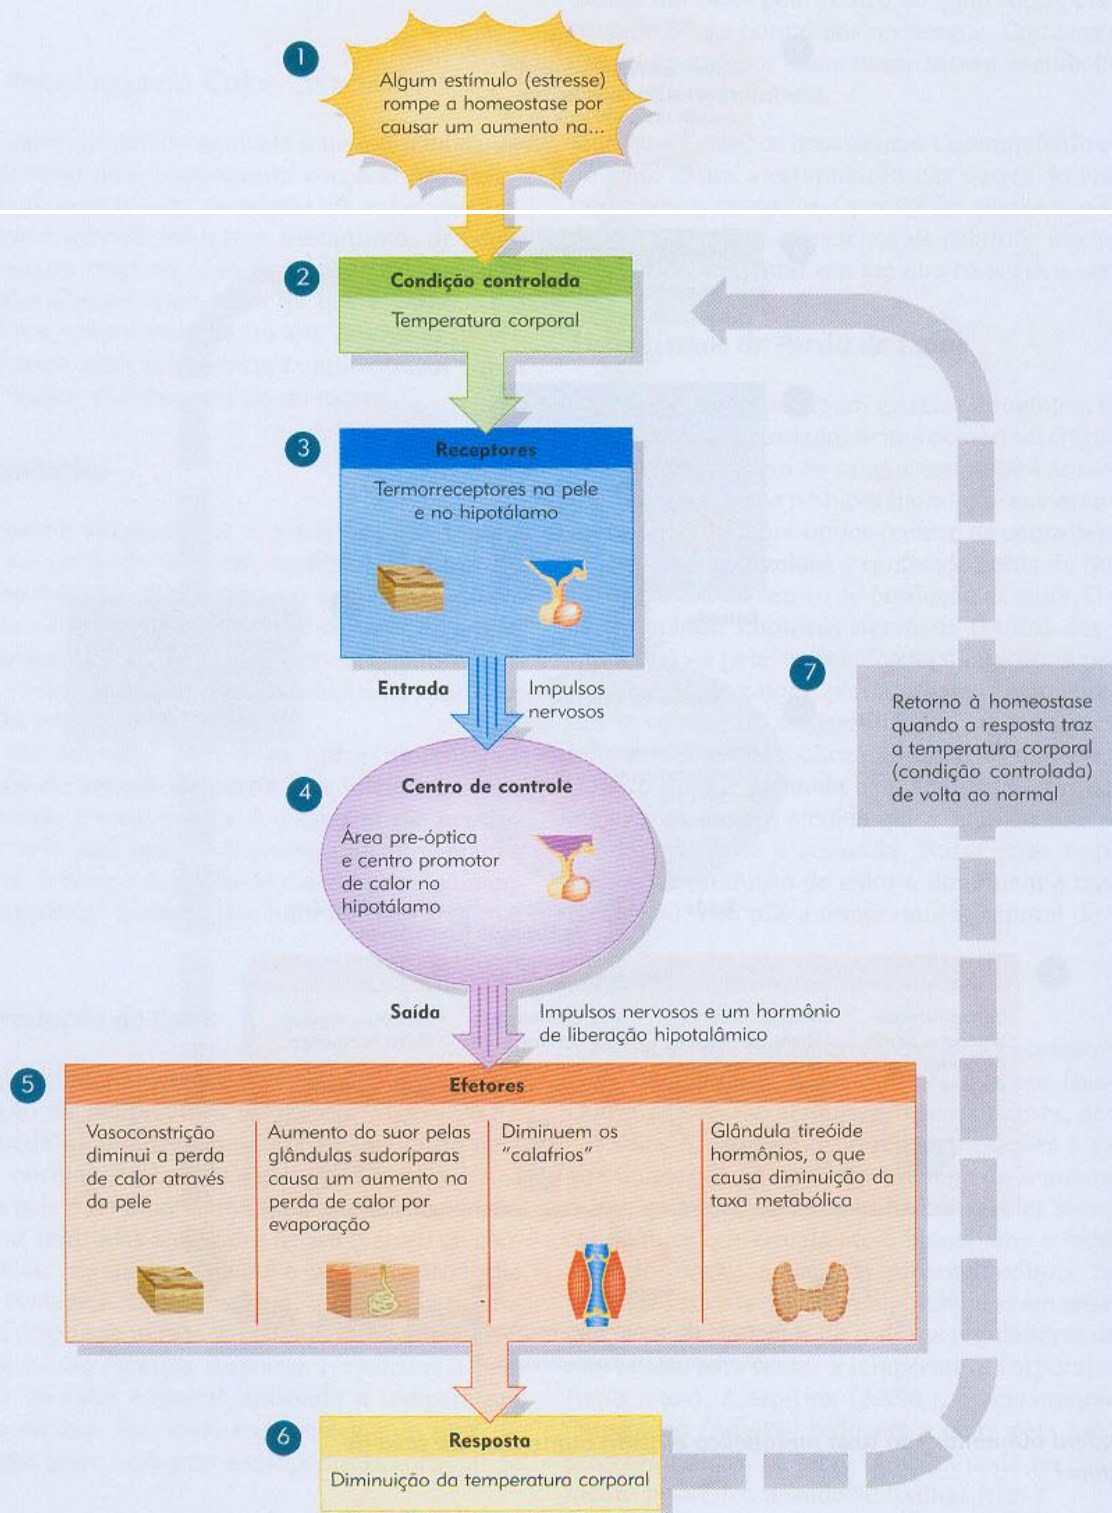 1
Algum estímulo (estresse)
rompe a homeostase por
causar um aumento na...
2
Condição controlada
Temperatura corporal
3
Receptores
Termorreceptores na pele
e no hipotálamo
Entrada
Impulsos
nervosos
4
Centro de controle
Área pre-óptica
e centro promotor
de calor no
hipotálamo
Saída
Impulsos nervosos e um hormônio
de liberação hipotalâmico
5
Efetores
Vasoconstrição
diminui a perda
de calor através
da pele
Aumento do suor pelas
glândulas sudoríparas
causa um aumento na
perda de calor por
evaporação
Diminuem os
"calafrios"
Glândula tireóide
hormônios, o que
causa diminuição da
taxa metabólica
6
Resposta
Diminuição da temperatura corporal
7
Retorno à homeostase
quando a resposta traz
a temperatura corporal
(condição controlada)
de volta ao normal